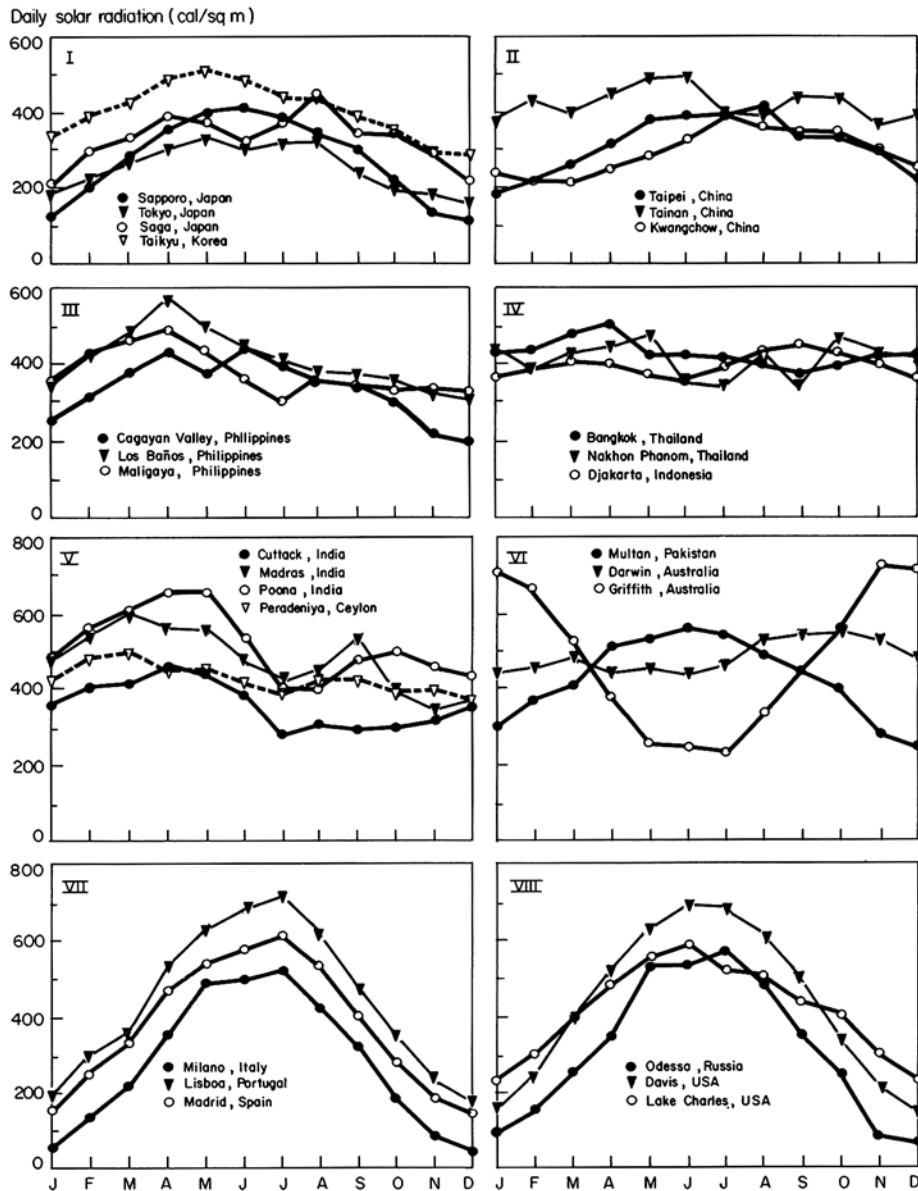 Daily solar radiation (cal/sq m)
600
400
200
0
I
Sapporo, Japan
Tokyo, Japan
Saga, Japan
Taikyu, Korea
II
Taipei, China
Tainan, China
Kwangchow, China
600
400
200
0
III
Cagayan Valley, Philippines
Los Baños, Philippines
Maligaya, Philippines
IV
Bangkok, Thailand
Nakhon Phanom, Thailand
Djakarta, Indonesia
800
600
400
200
0
V
Cuttack, India
Madras, India
Poona, India
Peradeniya, Ceylon
VI
Multan, Pakistan
Darwin, Australia
Griffith, Australia
800
600
400
200
0
VII
Milano, Italy
Lisboa, Portugal
Madrid, Spain
VIII
Odessa, Russia
Davis, USA
Lake Charles, USA
J F M A M J J A S O N D
J F M A M J J A S O N D